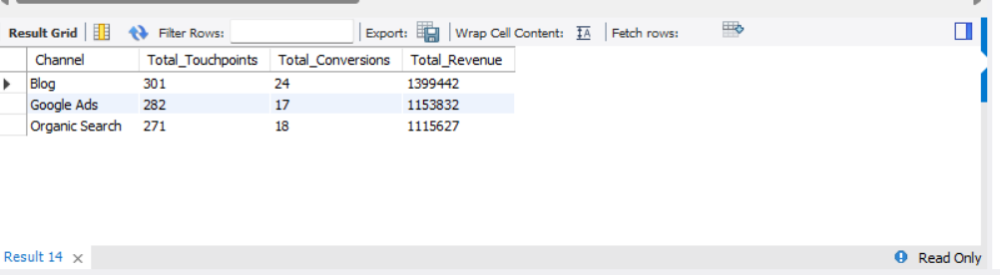 Result Grid Filter Rows: Export: Wrap Cell Content: IA Fetch rows:
Channel Total_Touchpoints Total_Conversions Total_Revenue
Blog 301 24 1399442
Google Ads 282 17 1153832
Organic Search 271 18 1115627
Result 14 × Read Only